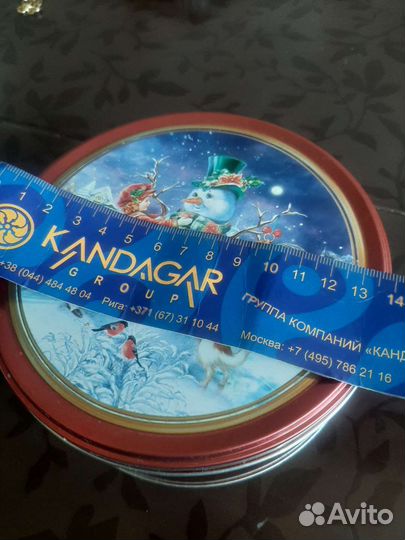 1 2 3 4 5 6 7 8 9 10 11 12 13 14
KANDAGAR
GROUP
+38 (044) 484 48 04 Рига: +371 (67) 31 10 44
ГРУППА КОМПАНИЙ «КАНД
Москва: +7 (495) 786 21 16
Avito